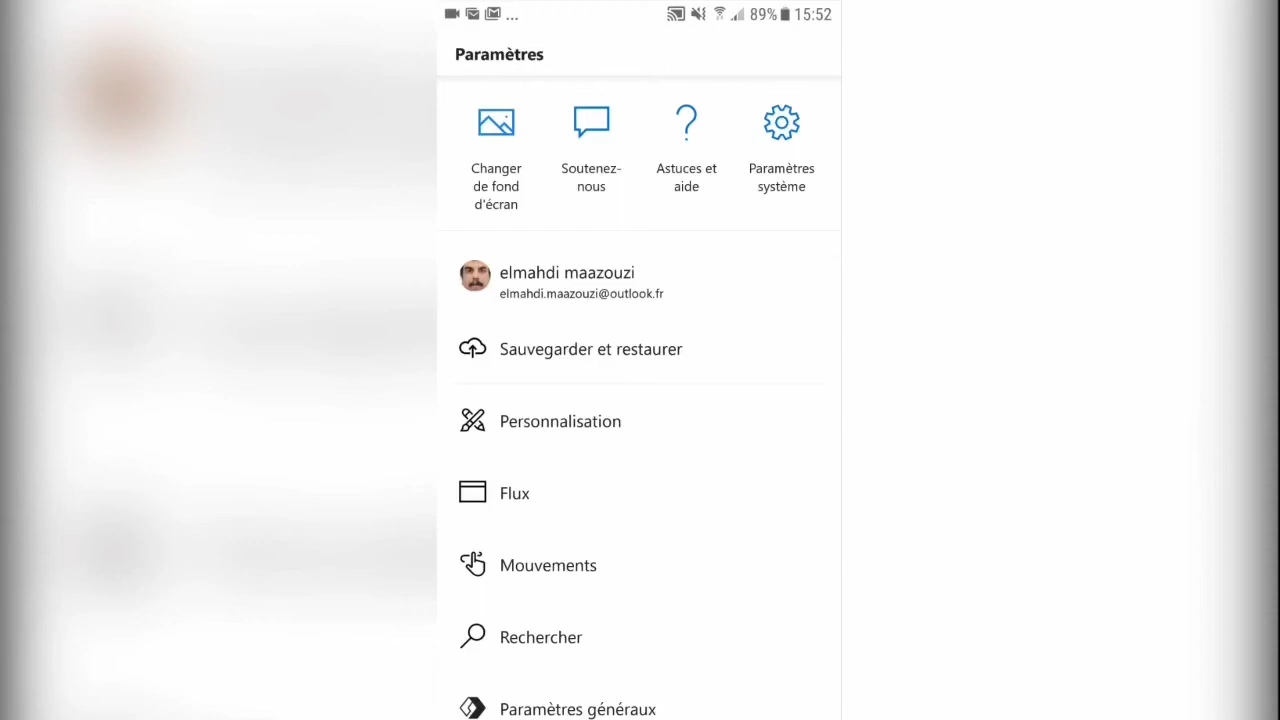 ... 89% 15:52
Paramètres
Changer
de fond
d'écran
Soutenez-
nous
Astuces et
aide
Paramètres
système
elmahdi maazouzi
elmahdi.maazouzi@outlook.fr
Sauvegarder et restaurer
Personnalisation
Flux
Mouvements
Rechercher
Paramètres généraux